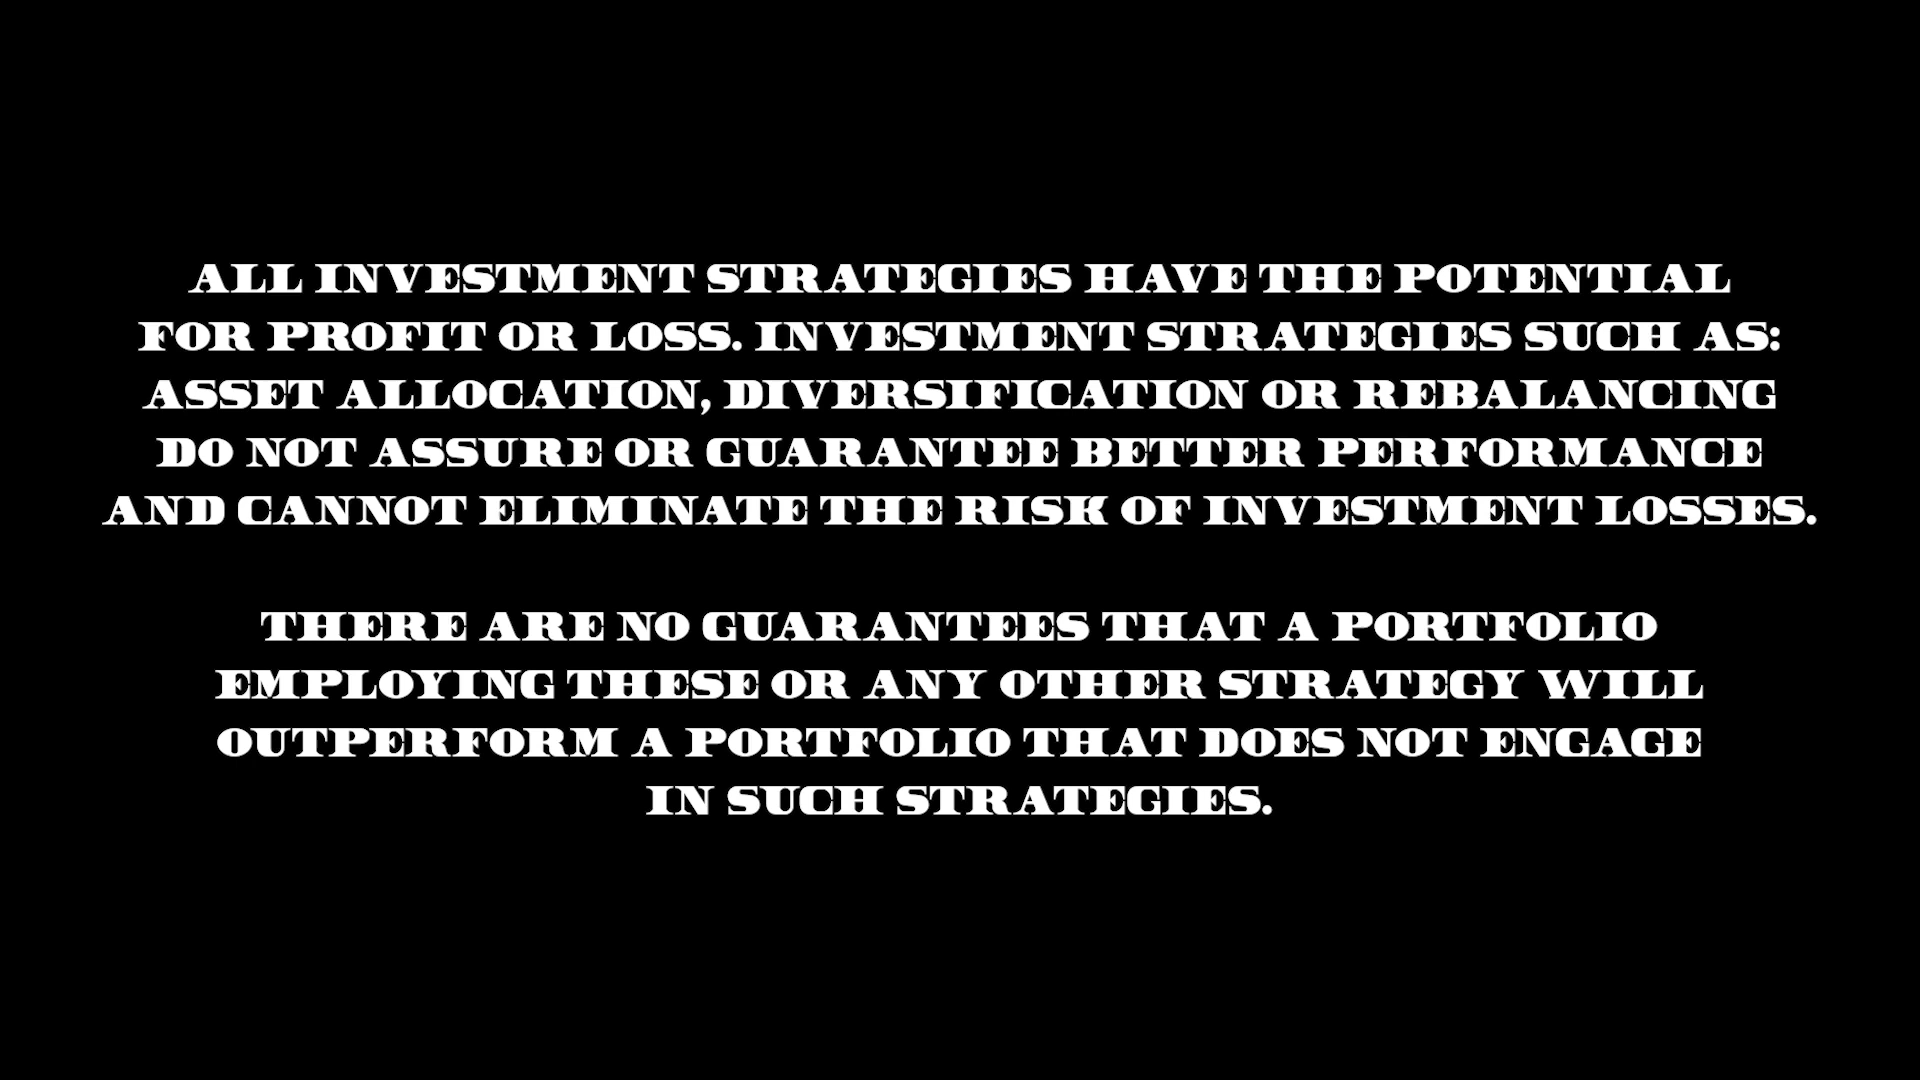 ALL INVESTMENT STRATEGIES HAVE THE POTENTIAL
FOR PROFIT OR LOSS. INVESTMENT STRATEGIES SUCH AS:
ASSET ALLOCATION, DIVERSIFICATION OR REBALANCING
DO NOT ASSURE OR GUARANTEE BETTER PERFORMANCE
AND CANNOT ELIMINATE THE RISK OF INVESTMENT LOSSES.
THERE ARE NO GUARANTEES THAT A PORTFOLIO
EMPLOYING THESE OR ANY OTHER STRATEGY WILL
OUTPERFORM A PORTFOLIO THAT DOES NOT ENGAGE
IN SUCH STRATEGIES.